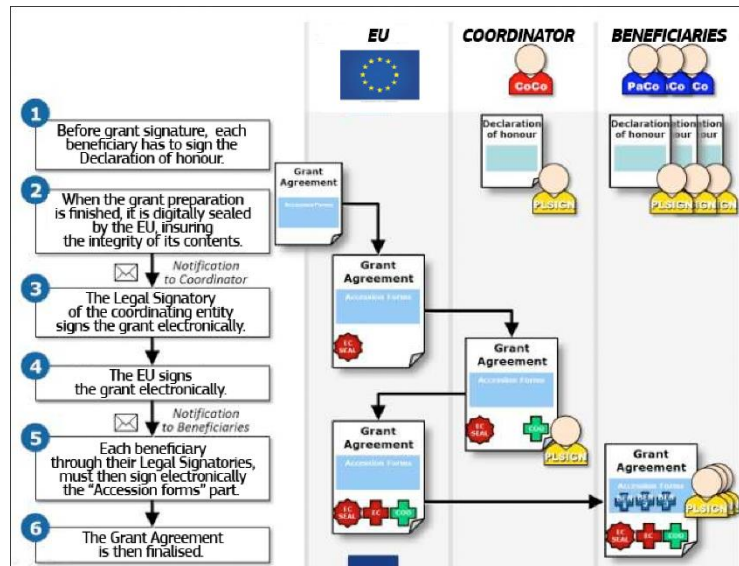 EU
COORDINATOR
BENEFICIARIES
CoCo
PaCo
aCo
Co
1
Before grant signature, each
beneficiary has to sign the
Declaration of honour.
Declaration
of honour
PLSIGN
Declaration
of honour
PLSIGN
2
When the grant preparation
is finished, it is digitally sealed
by the EU, insuring
the integrity of its contents.
Grant
Agreement
Accession Forms
Notification
to Coordinator
3
The Legal Signatory
of the coordinating entity
signs the grant electronically.
Grant
Agreement
Accession Forms
EC
SEAL
4
The EU signs
the grant electronically.
Grant
Agreement
Accession Forms
EC
SEAL
COO
PLSIGN
Notification
to Beneficiaries
5
Each beneficiary
through their Legal Signatories,
must then sign electronically
the "Accession forms" part.
Grant
Agreement
Accession Forms
EC
SEAL
EC
COO
Grant
Agreement
Accession Forms
PLSIGN
EC
SEAL
EC
COO
6
The Grant Agreement
is then finalised.